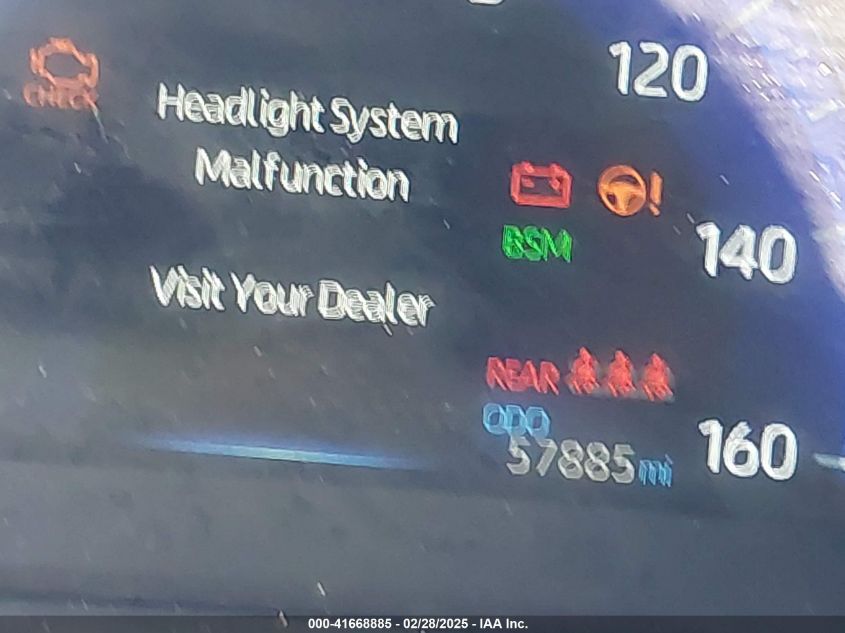 120
CHECK
Headlight System
Malfunction
BSM
140
Visit Your Dealer
REAR
ODO
57885 mi
160
000-41668885 - 02/28/2025 - IAA Inc.